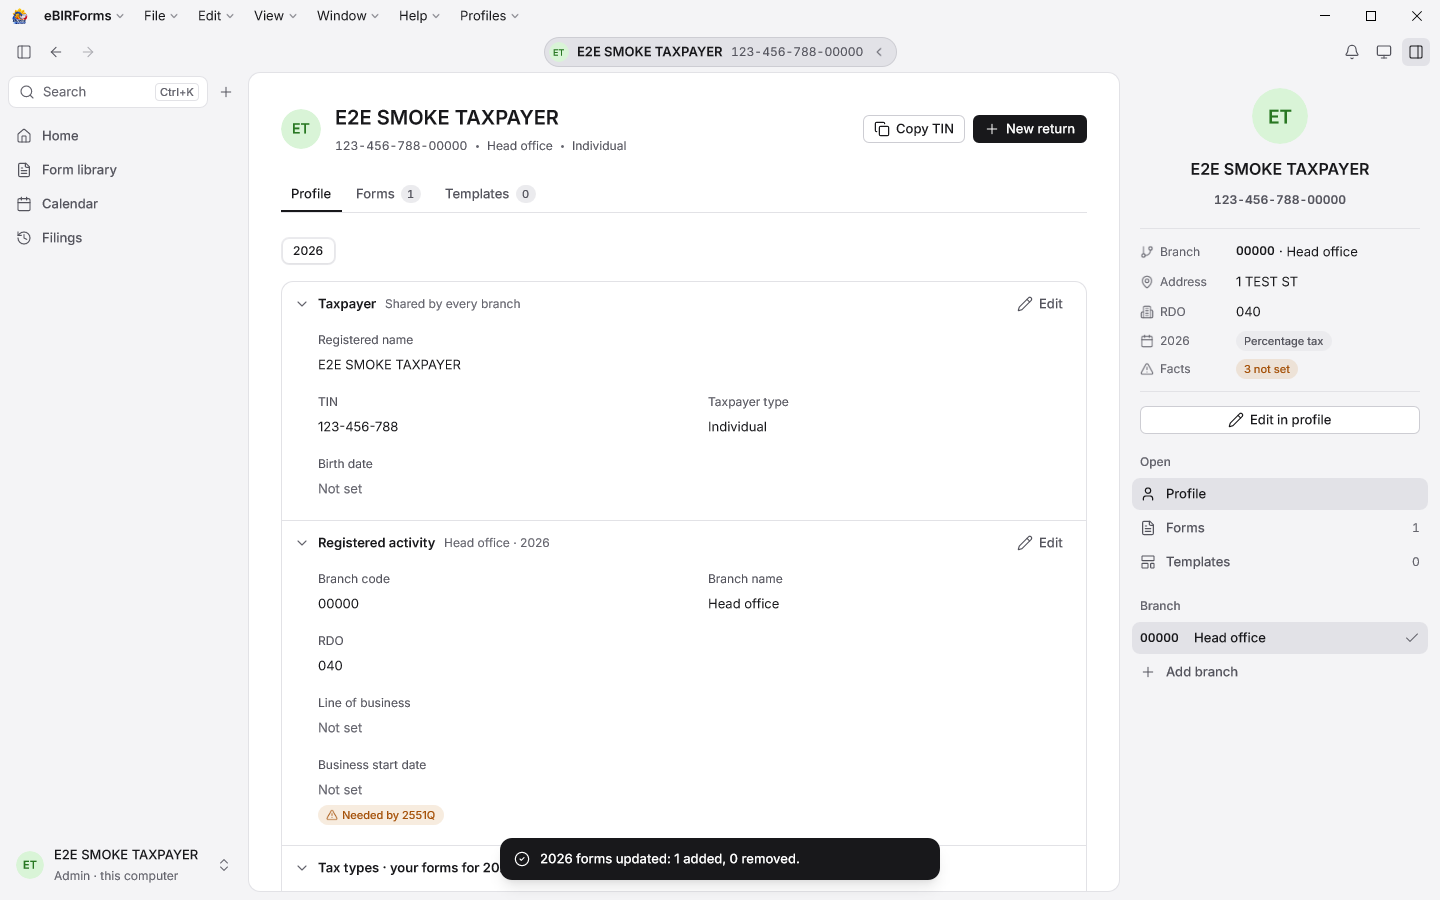 eBIRForms
File
Edit
View
Window
Help
Profiles
ET E2E SMOKE TAXPAYER 123-456-788-00000
Search
Ctrl+K
Home
Form library
Calendar
Filings
ET
E2E SMOKE TAXPAYER
Admin · this computer
ET
E2E SMOKE TAXPAYER
123-456-788-00000 • Head office • Individual
Copy TIN
New return
Profile
Forms 1
Templates 0
2026
Taxpayer Shared by every branch
Edit
Registered name
E2E SMOKE TAXPAYER
TIN
123-456-788
Taxpayer type
Individual
Birth date
Not set
Registered activity Head office · 2026
Edit
Branch code
00000
Branch name
Head office
RDO
040
Line of business
Not set
Business start date
Not set
Needed by 2551Q
Tax types · your forms for 20
2026 forms updated: 1 added, 0 removed.
ET
E2E SMOKE TAXPAYER
123-456-788-00000
Branch 00000 · Head office
Address 1 TEST ST
RDO 040
2026 Percentage tax
Facts 3 not set
Edit in profile
Open
Profile
Forms 1
Templates 0
Branch
00000 Head office
Add branch